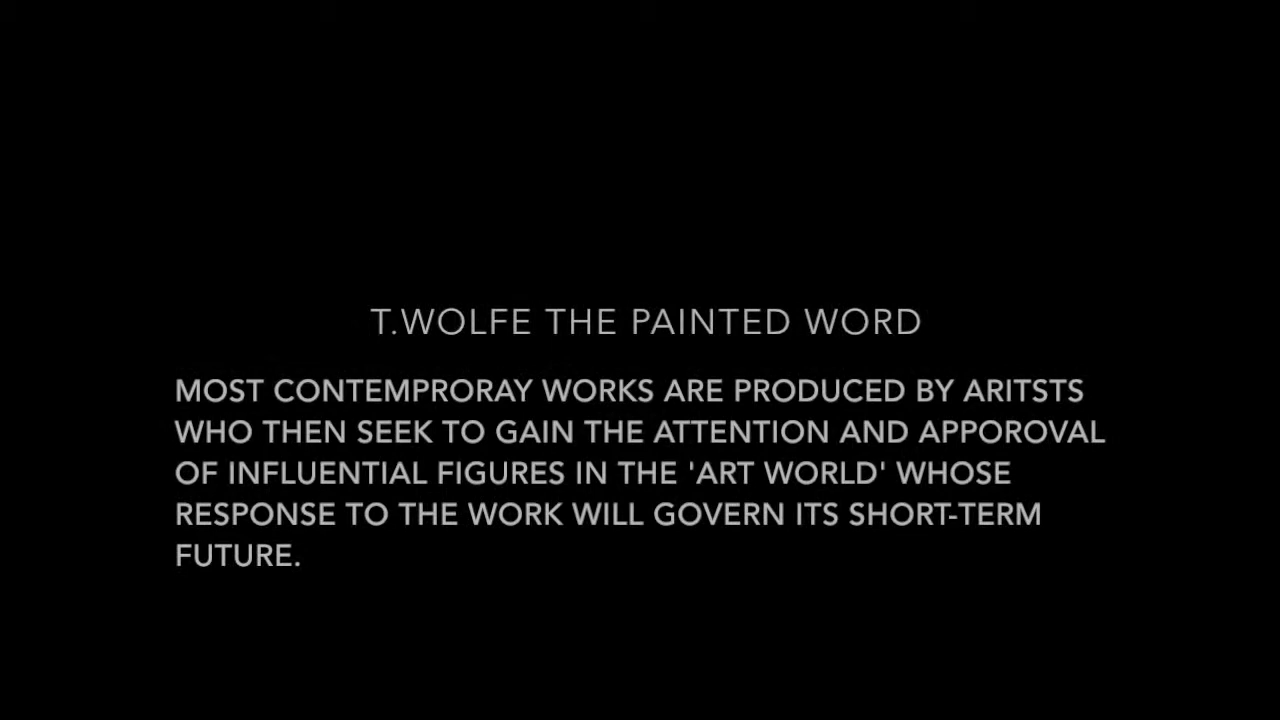 T.WOLFE THE PAINTED WORD
MOST CONTEMPRORAY WORKS ARE PRODUCED BY ARITSTS
WHO THEN SEEK TO GAIN THE ATTENTION AND APPOROVAL
OF INFLUENTIAL FIGURES IN THE 'ART WORLD' WHOSE
RESPONSE TO THE WORK WILL GOVERN ITS SHORT-TERM
FUTURE.